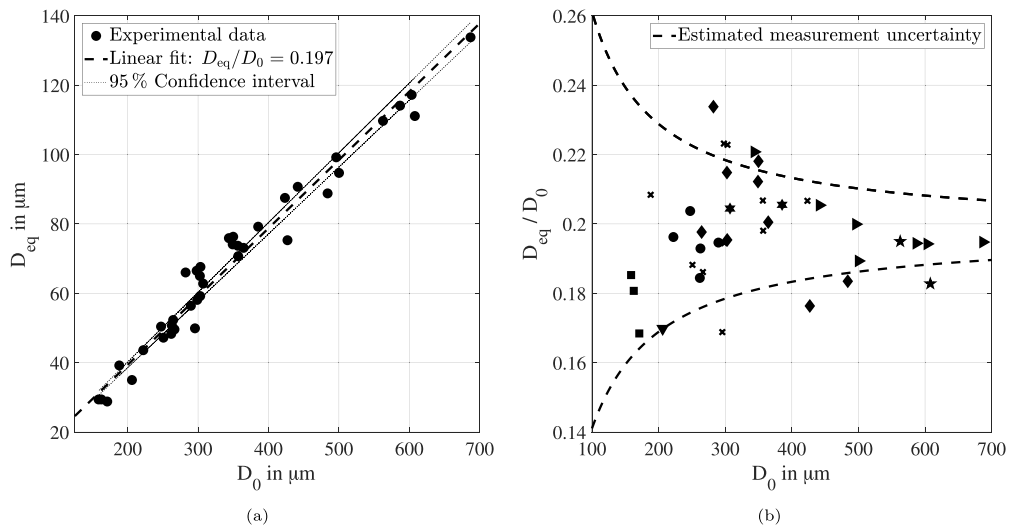 140
120
100
80
60
40
20
D_eq in μm
Experimental data
Linear fit: D_eq/D_0 = 0.197
95 % Confidence interval
200 300 400 500 600 700
D_0 in μm
(a)
0.26
0.24
0.22
0.2
0.18
0.16
0.14
D_eq / D_0
Estimated measurement uncertainty
100 200 300 400 500 600 700
D_0 in μm
(b)